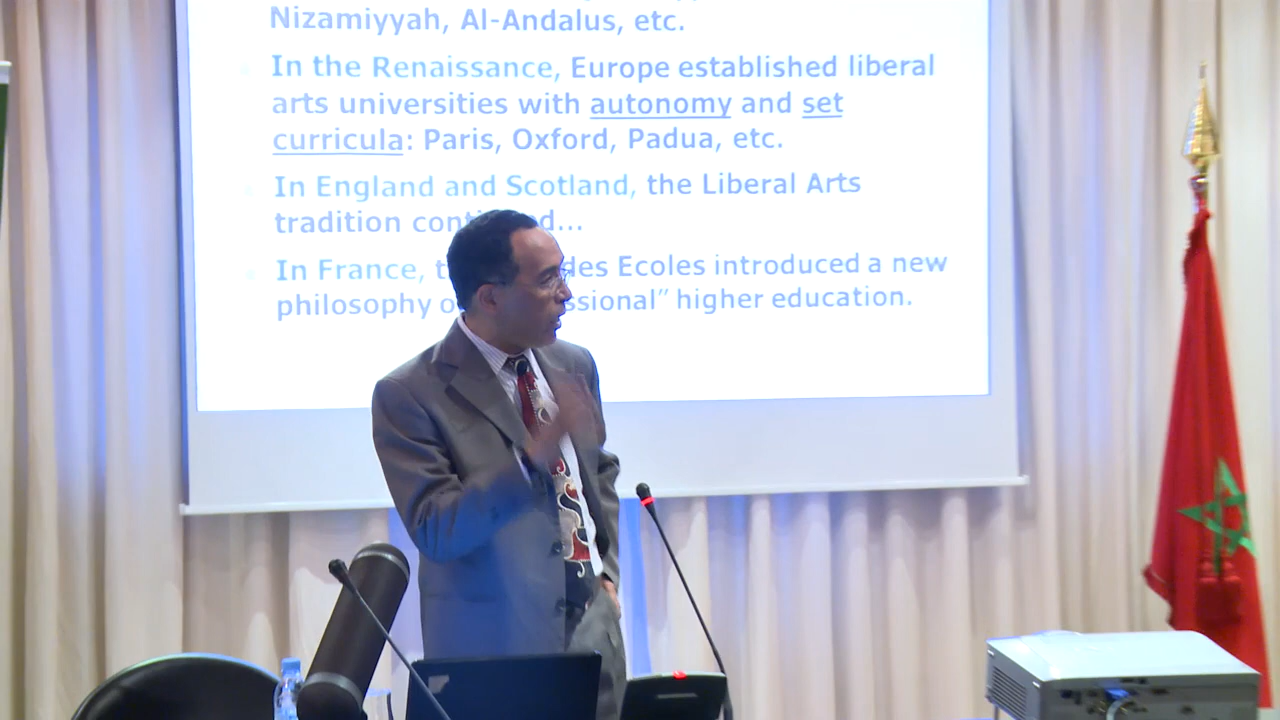 Nizamiyyah, Al-Andalus, etc.
In the Renaissance, Europe established liberal
arts universities with autonomy and set
curricula: Paris, Oxford, Padua, etc.
In England and Scotland, the Liberal Arts
tradition
In France, Ecoles introduced a new
philosophy higher education.